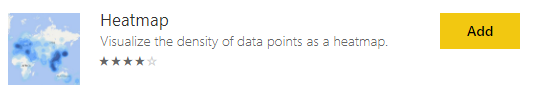 Heatmap
Visualize the density of data points as a heatmap.
Add